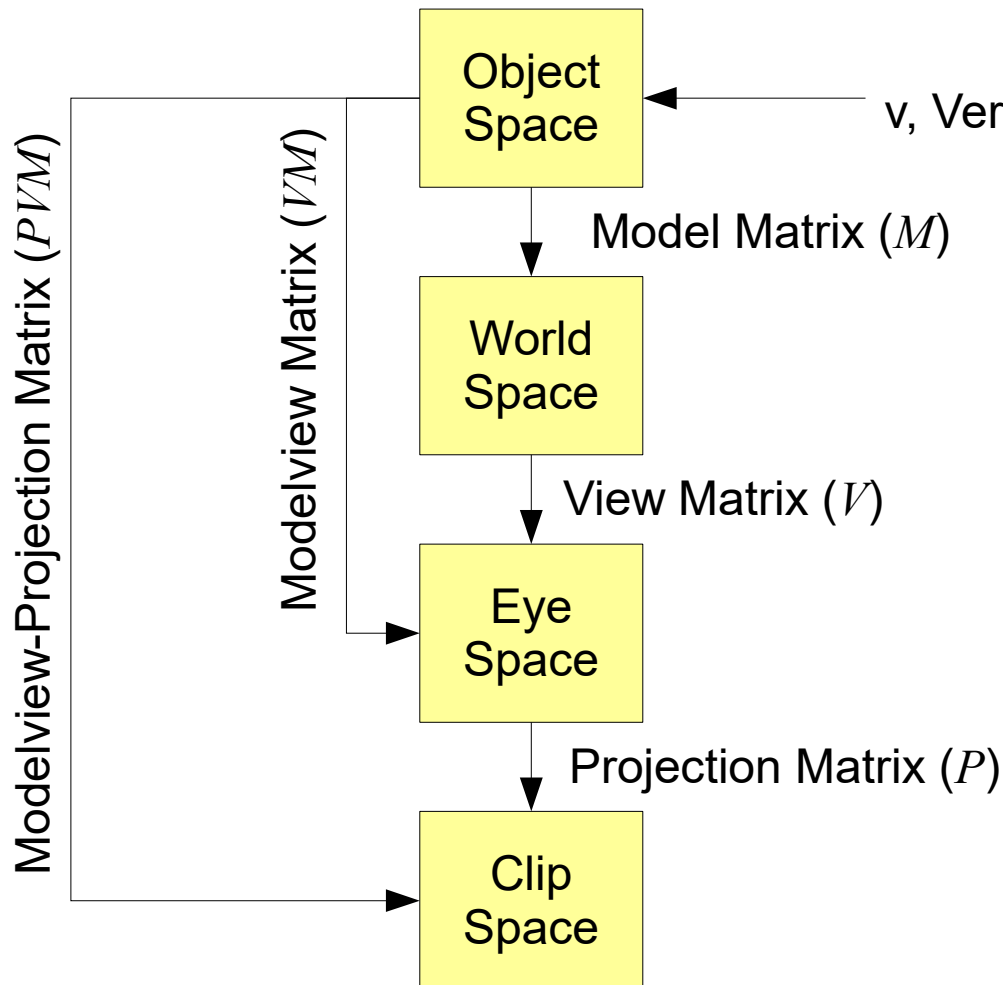 Object
Space
v, Ver
Model Matrix (M)
World
Space
View Matrix (V)
Eye
Space
Projection Matrix (P)
Clip
Space
Modelview Matrix (VM)
Modelview-Projection Matrix (PVM)